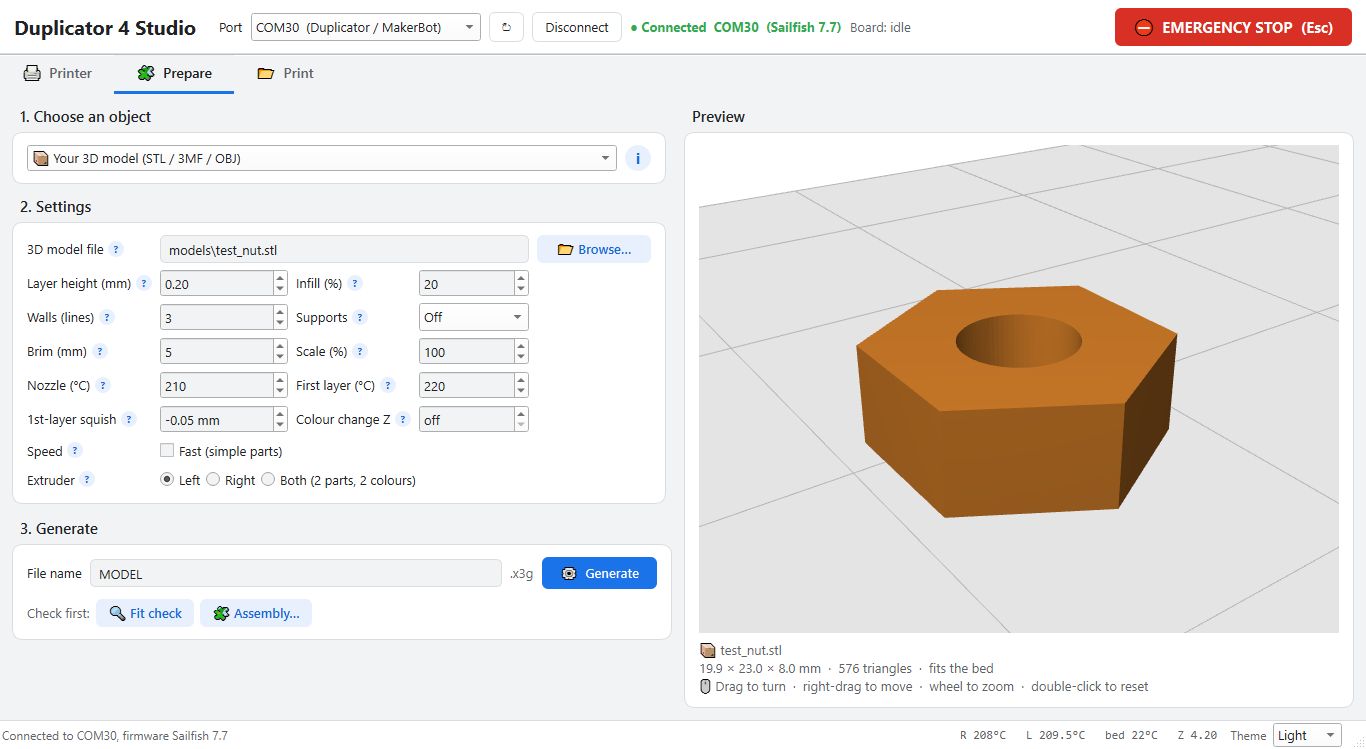 Duplicator 4 Studio Port COM30 (Duplicator / MakerBot) Disconnect Connected COM30 (Sailfish 7.7) Board: idle EMERGENCY STOP (Esc)
Printer Prepare Print
1. Choose an object
Your 3D model (STL / 3MF / OBJ) i
2. Settings
3D model file ? models\test_nut.stl Browse...
Layer height (mm) ? 0.20 Infill (%) ? 20
Walls (lines) ? 3 Supports ? Off
Brim (mm) ? 5 Scale (%) ? 100
Nozzle (°C) ? 210 First layer (°C) ? 220
1st-layer squish ? -0.05 mm Colour change Z ? off
Speed ? Fast (simple parts)
Extruder ? Left Right Both (2 parts, 2 colours)
3. Generate
File name MODEL .x3g Generate
Check first: Fit check Assembly...
Preview
test_nut.stl
19.9 × 23.0 × 8.0 mm · 576 triangles · fits the bed
Drag to turn · right-drag to move · wheel to zoom · double-click to reset
Connected to COM30, firmware Sailfish 7.7 R 208°C L 209.5°C bed 22°C Z 4.20 Theme Light